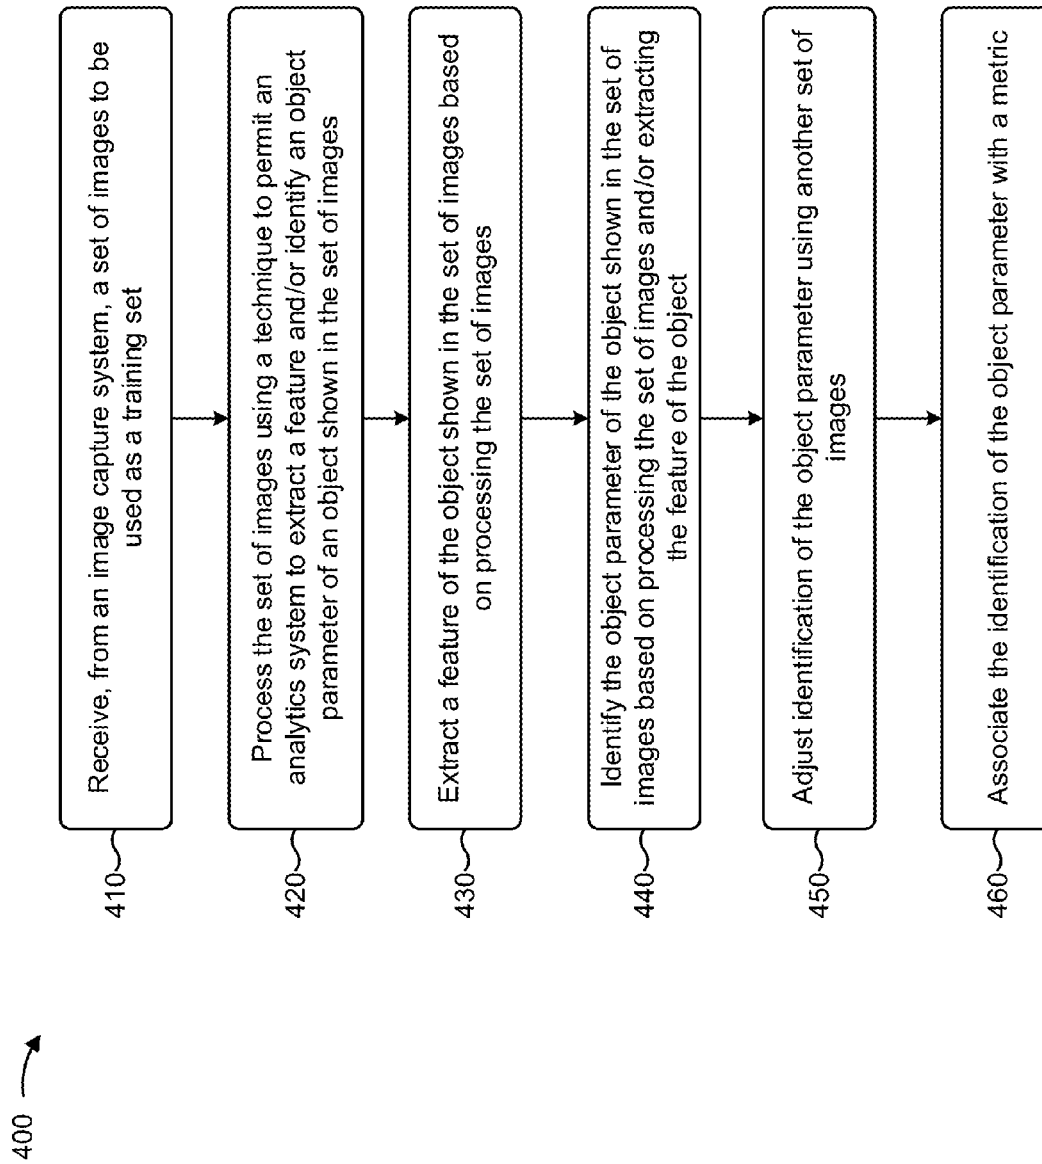 400
410
Receive, from an image capture system, a set of images to be
used as a training set
420
Process the set of images using a technique to permit an
analytics system to extract a feature and/or identify an object
parameter of an object shown in the set of images
430
Extract a feature of the object shown in the set of images based
on processing the set of images
440
Identify the object parameter of the object shown in the set of
images based on processing the set of images and/or extracting
the feature of the object
450
Adjust identification of the object parameter using another set of
images
460
Associate the identification of the object parameter with a metric